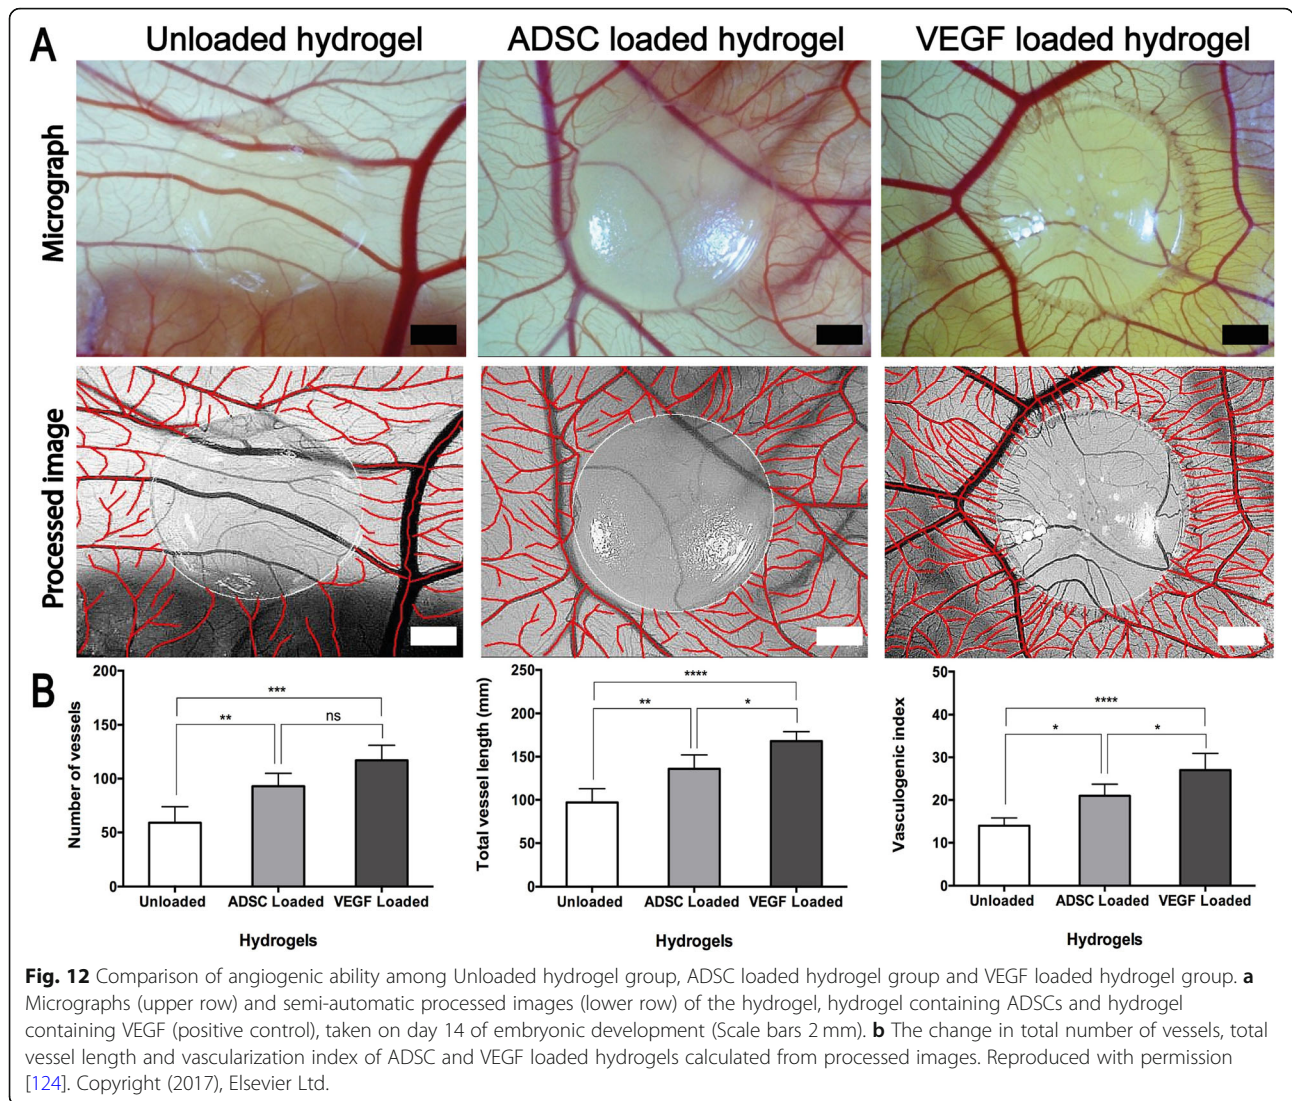 A
Unloaded hydrogel
ADSC loaded hydrogel
VEGF loaded hydrogel
Micrograph
Processed image
B
Number of vessels
200
150
100
50
0
***
**
ns
Unloaded
ADSC Loaded
VEGF Loaded
Hydrogels
Total vessel length (mm)
250
200
150
100
50
0
****
**
*
Unloaded
ADSC Loaded
VEGF Loaded
Hydrogels
Vasculogenic index
50
40
30
20
10
0
****
*
*
Unloaded
ADSC Loaded
VEGF Loaded
Hydrogels
Fig. 12 Comparison of angiogenic ability among Unloaded hydrogel group, ADSC loaded hydrogel group and VEGF loaded hydrogel group. a
Micrographs (upper row) and semi-automatic processed images (lower row) of the hydrogel, hydrogel containing ADSCs and hydrogel
containing VEGF (positive control), taken on day 14 of embryonic development (Scale bars 2 mm). b The change in total number of vessels, total
vessel length and vascularization index of ADSC and VEGF loaded hydrogels calculated from processed images. Reproduced with permission
[124]. Copyright (2017), Elsevier Ltd.